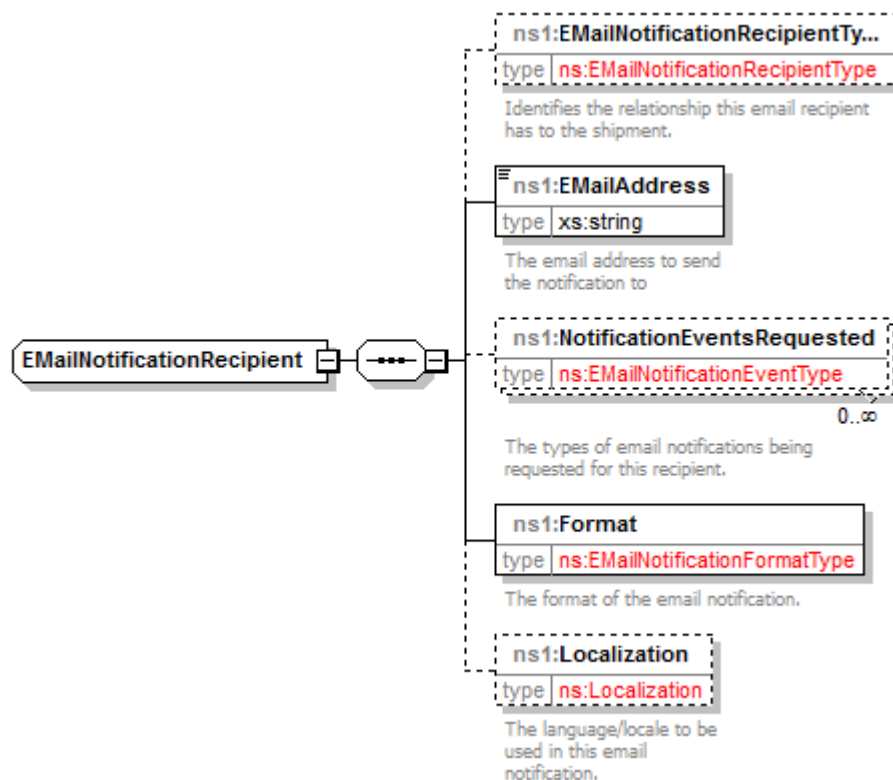 ns1:EMailNotificationRecipientTy...
type ns:EMailNotificationRecipientType
Identifies the relationship this email recipient
has to the shipment.
ns1:EMailAddress
type xs:string
The email address to send
the notification to
EMailNotificationRecipient
ns1:NotificationEventsRequested
type ns:EMailNotificationEventType
0..∞
The types of email notifications being
requested for this recipient.
ns1:Format
type ns:EMailNotificationFormatType
The format of the email notification.
ns1:Localization
type ns:Localization
The language/locale to be
used in this email
notification.